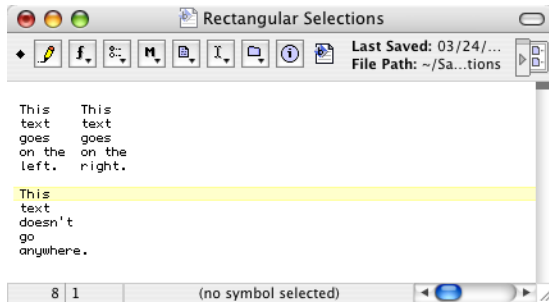 Rectangular Selections
Last Saved: 03/24/...
File Path: ~/Sa...tions
This This
text text
goes goes
on the on the
left. right.
This
text
doesn't
go
anywhere.
8 1 (no symbol selected)